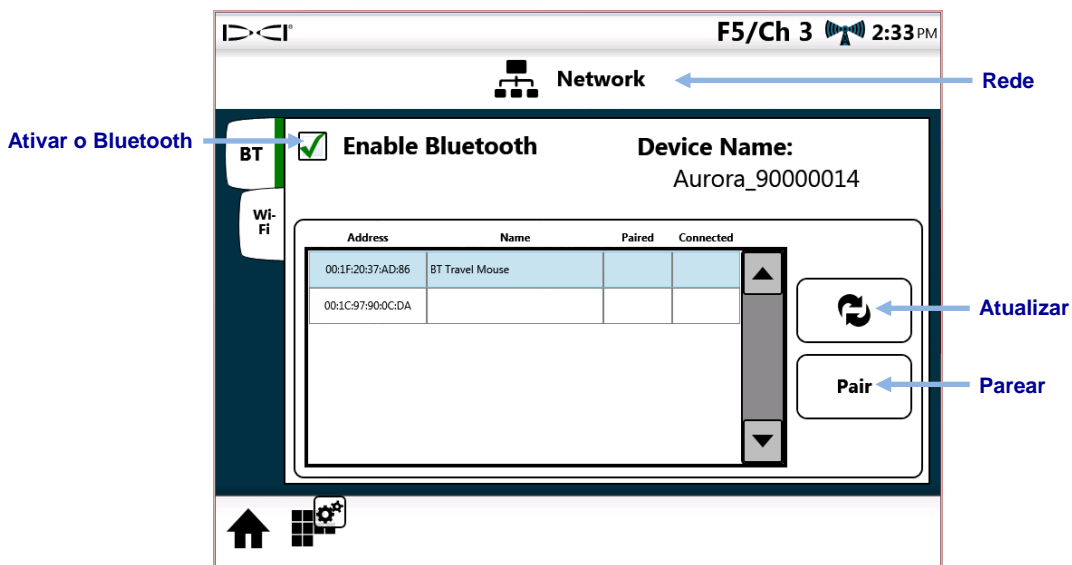 DCI® F5/Ch 3 2:33 PM
Network
Rede
Ativar o Bluetooth
BT
Enable Bluetooth
Device Name:
Aurora_90000014
Wi-
Fi
Address Name Paired Connected
00:1F:20:37:AD:86 BT Travel Mouse
00:1C:97:90:0C:DA
Atualizar
Pair
Parear